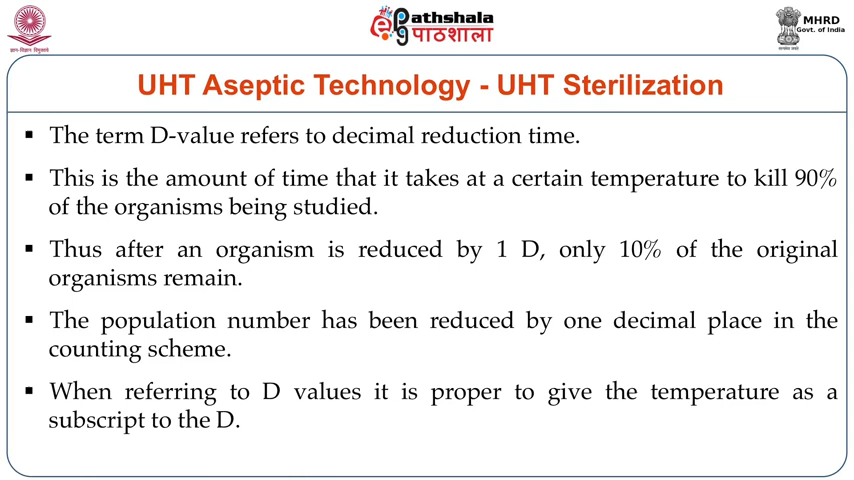 ज्ञान-विज्ञान विमुक्तये
ePathshala
पाठशाला
MHRD
Govt. of India
UHT Aseptic Technology - UHT Sterilization
▪ The term D-value refers to decimal reduction time.
▪ This is the amount of time that it takes at a certain temperature to kill 90%
of the organisms being studied.
▪ Thus after an organism is reduced by 1 D, only 10% of the original
organisms remain.
▪ The population number has been reduced by one decimal place in the
counting scheme.
▪ When referring to D values it is proper to give the temperature as a
subscript to the D.